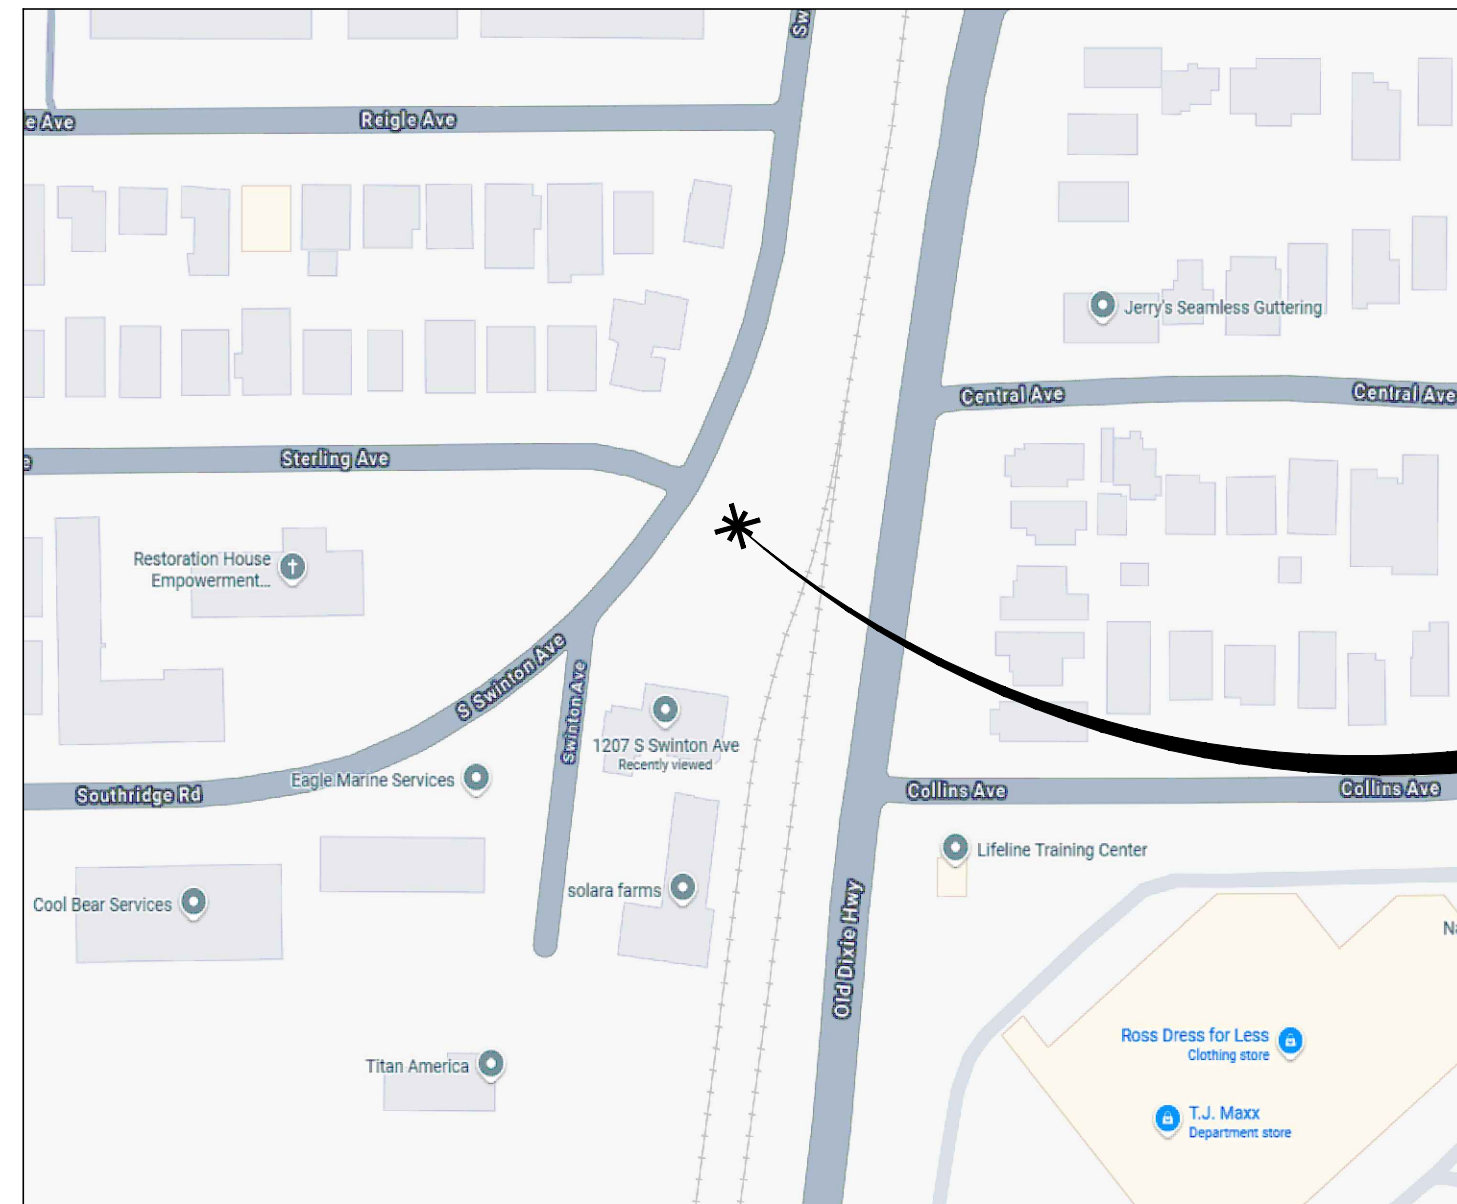 Sw
e Ave
Reigle Ave
Jerry's Seamless Guttering
Central Ave
Central Ave
e
Sterling Ave
Restoration House
Empowerment...
S Swinton Ave
Swinton Ave
1207 S Swinton Ave
Recently viewed
Eagle Marine Services
Southridge Rd
Collins Ave
Collins Ave
Lifeline Training Center
solara farms
Cool Bear Services
Old Dixie Hwy
Na
Ross Dress for Less
Clothing store
Titan America
T.J. Maxx
Department store